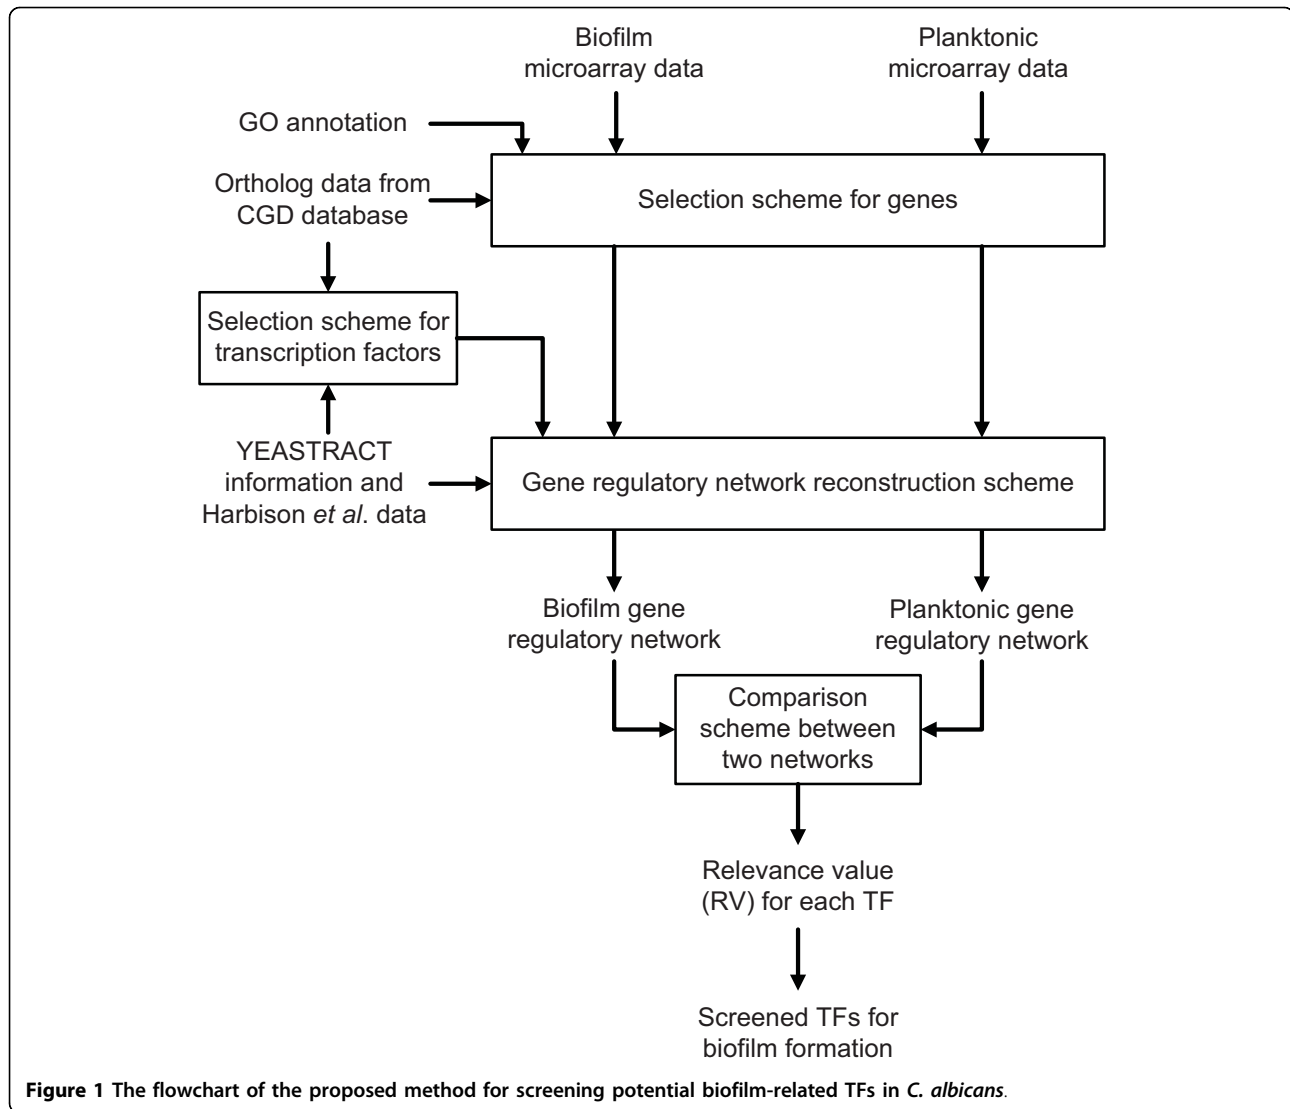 Biofilm
microarray data
Planktonic
microarray data
GO annotation
Ortholog data from
CGD database
Selection scheme for genes
Selection scheme for
transcription factors
YEASTRACT
information and
Harbison et al. data
Gene regulatory network reconstruction scheme
Biofilm gene
regulatory network
Planktonic gene
regulatory network
Comparison
scheme between
two networks
Relevance value
(RV) for each TF
Screened TFs for
biofilm formation
Figure 1 The flowchart of the proposed method for screening potential biofilm-related TFs in C. albicans.